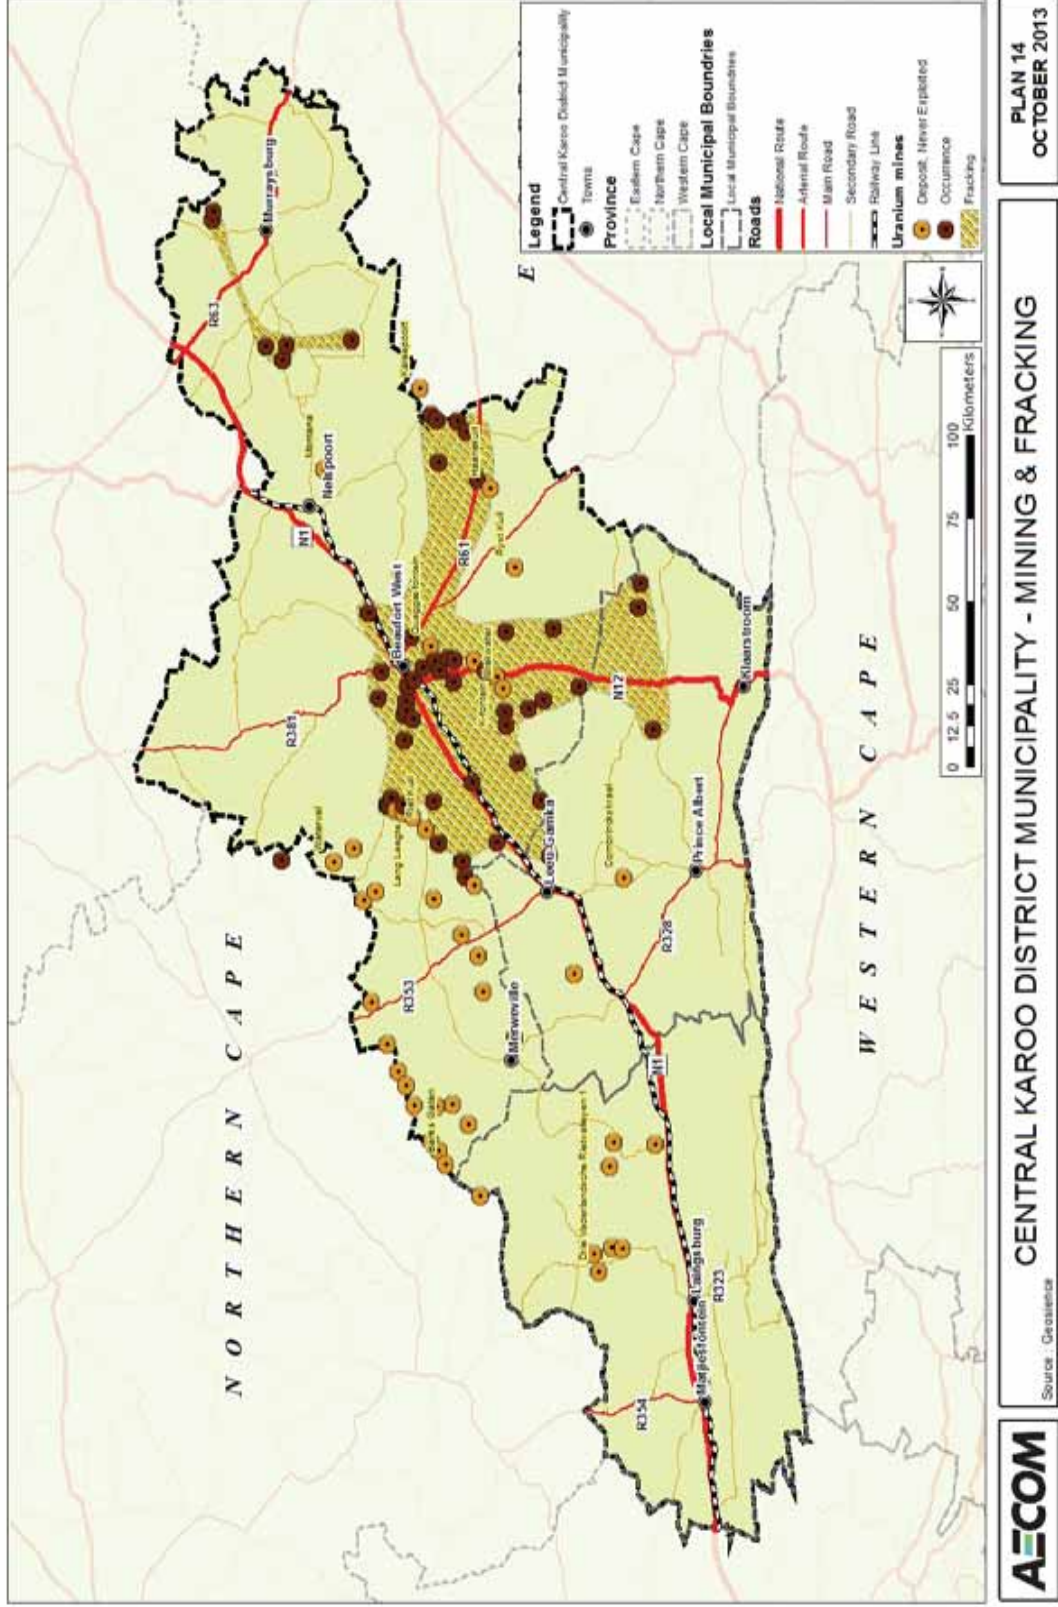 NORTHERN CAPE
WESTERN CAPE
E
Murraysburg
R63
Nelspoort
N1
Beaufort West
R61
R381
N12
Klaarstroom
Prince Albert
Leeu Gamka
R353
R328
Merweville
N1
Laingsburg
Matjiesfontein
R323
R354
Legend
Central Karoo District Municipality
Towns
Province
Eastern Cape
Northern Cape
Western Cape
Local Municipal Boundries
Local Municipal Boundries
Roads
National Route
Arterial Route
Main Road
Secondary Road
Railway Line
Uranium mines
Deposit, Never Exploited
Occurrence
Fracking
0 12.5 25 50 75 100
Kilometers
AECOM
CENTRAL KAROO DISTRICT MUNICIPALITY - MINING & FRACKING
Source : Geosience
PLAN 14
OCTOBER 2013